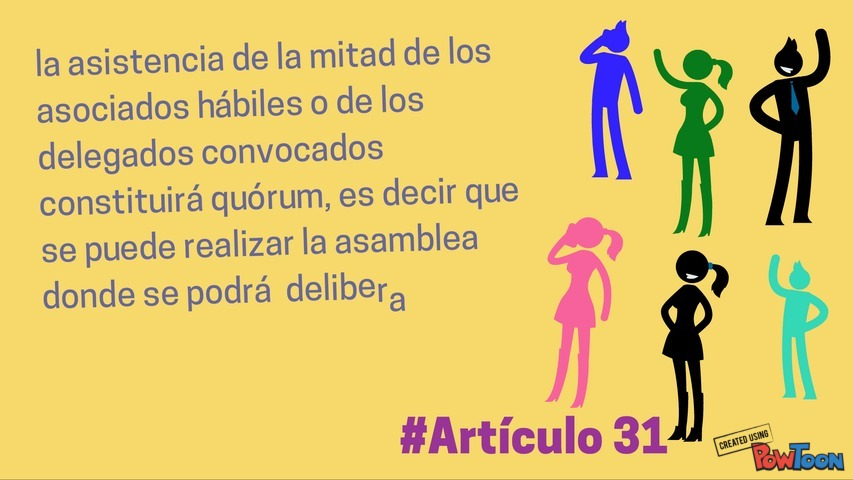 la asistencia de la mitad de los
asociados hábiles o de los
delegados convocados
constituirá quórum, es decir que
se puede realizar la asamblea
donde se podrá delibera
#Artículo 31
CREATED USING
POWTOON